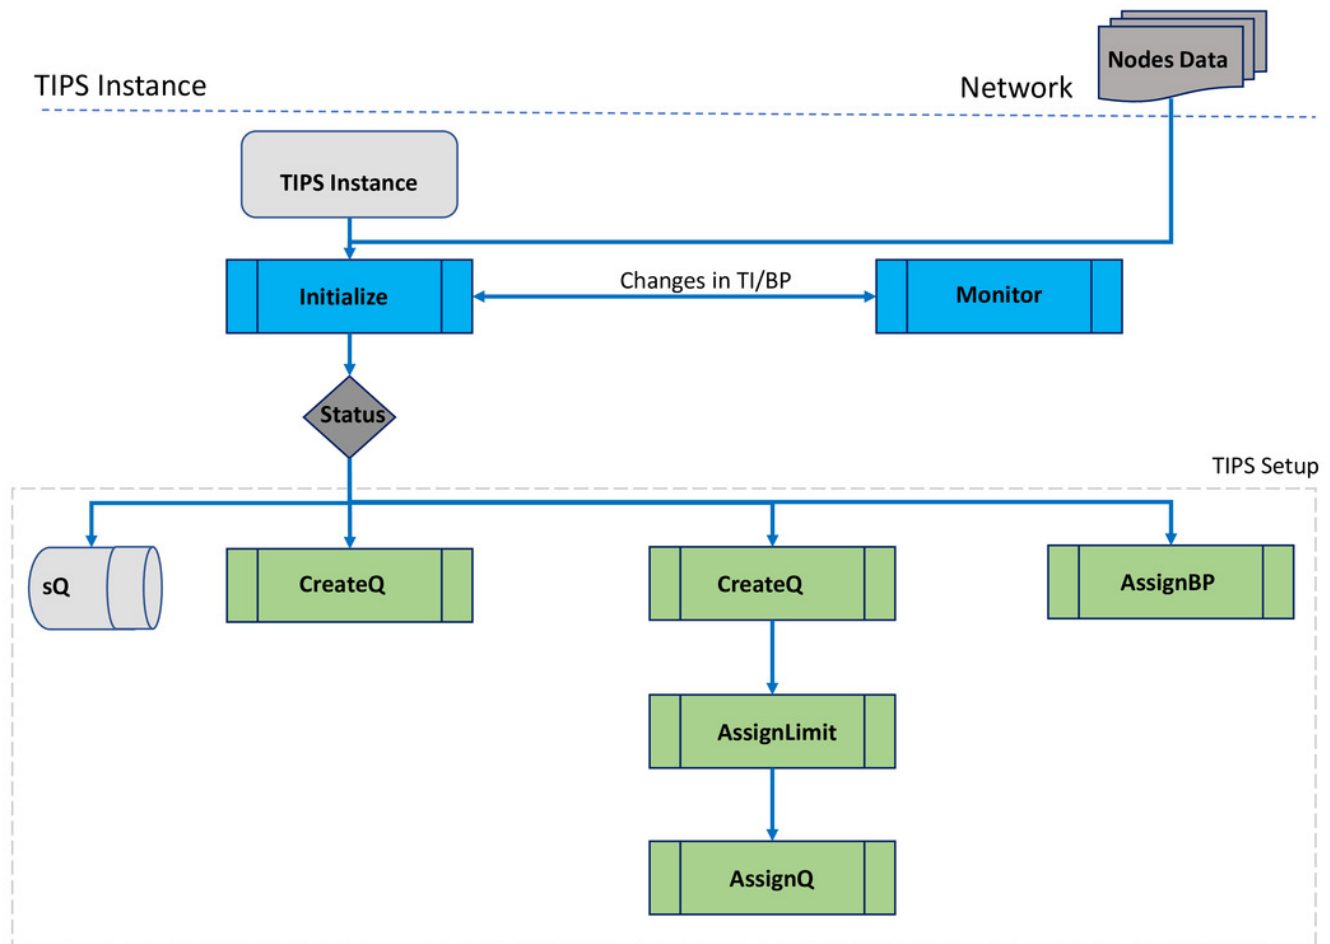 Nodes Data
TIPS Instance
Network
TIPS Instance
Initialize
Changes in TI/BP
Monitor
Status
TIPS Setup
sQ
CreateQ
CreateQ
AssignBP
AssignLimit
AssignQ